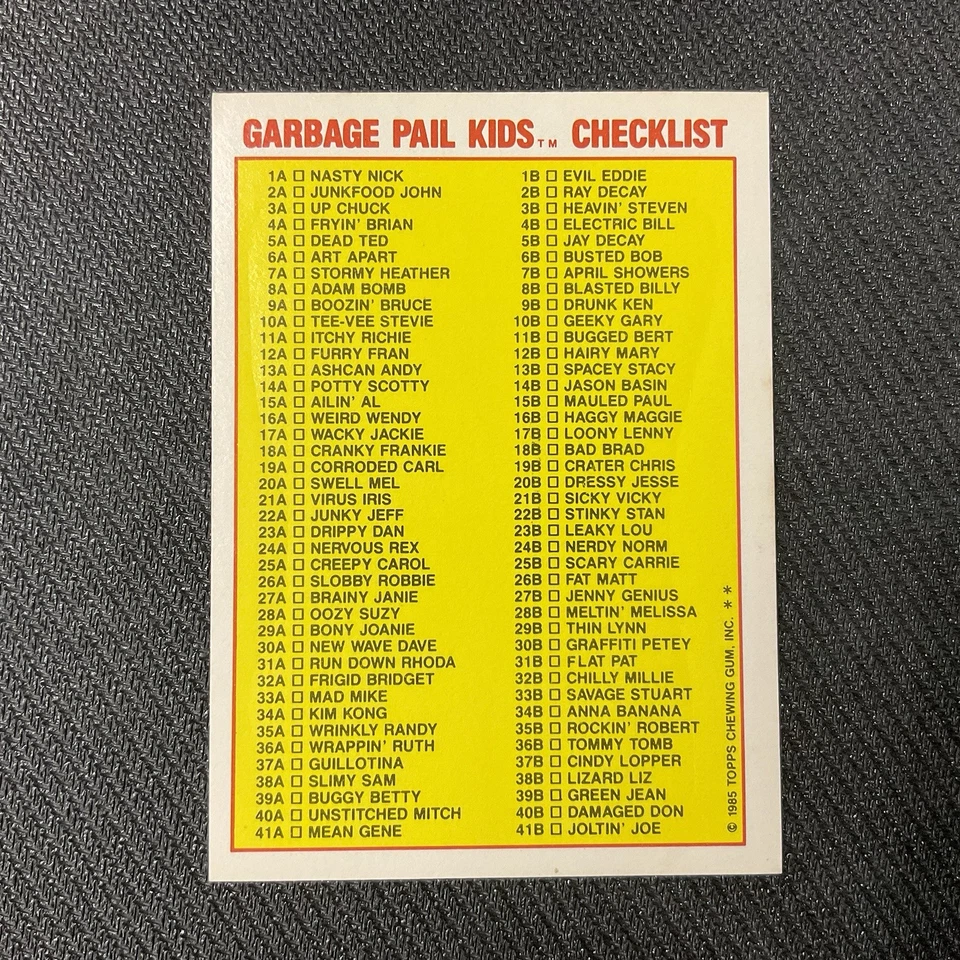 GARBAGE PAIL KIDS™ CHECKLIST
1A □ NASTY NICK
2A □ JUNKFOOD JOHN
3A □ UP CHUCK
4A □ FRYIN' BRIAN
5A □ DEAD TED
6A □ ART APART
7A □ STORMY HEATHER
8A □ ADAM BOMB
9A □ BOOZIN' BRUCE
10A □ TEE-VEE STEVIE
11A □ ITCHY RICHIE
12A □ FURRY FRAN
13A □ ASHCAN ANDY
14A □ POTTY SCOTTY
15A □ AILIN' AL
16A □ WEIRD WENDY
17A □ WACKY JACKIE
18A □ CRANKY FRANKIE
19A □ CORRODED CARL
20A □ SWELL MEL
21A □ VIRUS IRIS
22A □ JUNKY JEFF
23A □ DRIPPY DAN
24A □ NERVOUS REX
25A □ CREEPY CAROL
26A □ SLOBBY ROBBIE
27A □ BRAINY JANIE
28A □ OOZY SUZY
29A □ BONY JOANIE
30A □ NEW WAVE DAVE
31A □ RUN DOWN RHODA
32A □ FRIGID BRIDGET
33A □ MAD MIKE
34A □ KIM KONG
35A □ WRINKLY RANDY
36A □ WRAPPIN' RUTH
37A □ GUILLOTINA
38A □ SLIMY SAM
39A □ BUGGY BETTY
40A □ UNSTITCHED MITCH
41A □ MEAN GENE
1B □ EVIL EDDIE
2B □ RAY DECAY
3B □ HEAVIN' STEVEN
4B □ ELECTRIC BILL
5B □ JAY DECAY
6B □ BUSTED BOB
7B □ APRIL SHOWERS
8B □ BLASTED BILLY
9B □ DRUNK KEN
10B □ GEEKY GARY
11B □ BUGGED BERT
12B □ HAIRY MARY
13B □ SPACEY STACY
14B □ JASON BASIN
15B □ MAULED PAUL
16B □ HAGGY MAGGIE
17B □ LOONY LENNY
18B □ BAD BRAD
19B □ CRATER CHRIS
20B □ DRESSY JESSE
21B □ SICKY VICKY
22B □ STINKY STAN
23B □ LEAKY LOU
24B □ NERDY NORM
25B □ SCARY CARRIE
26B □ FAT MATT
27B □ JENNY GENIUS
28B □ MELTIN' MELISSA
29B □ THIN LYNN
30B □ GRAFFITI PETEY
31B □ FLAT PAT
32B □ CHILLY MILLIE
33B □ SAVAGE STUART
34B □ ANNA BANANA
35B □ ROCKIN' ROBERT
36B □ TOMMY TOMB
37B □ CINDY LOPPER
38B □ LIZARD LIZ
39B □ GREEN JEAN
40B □ DAMAGED DON
41B □ JOLTIN' JOE
© 1985 TOPPS CHEWING GUM, INC. * *